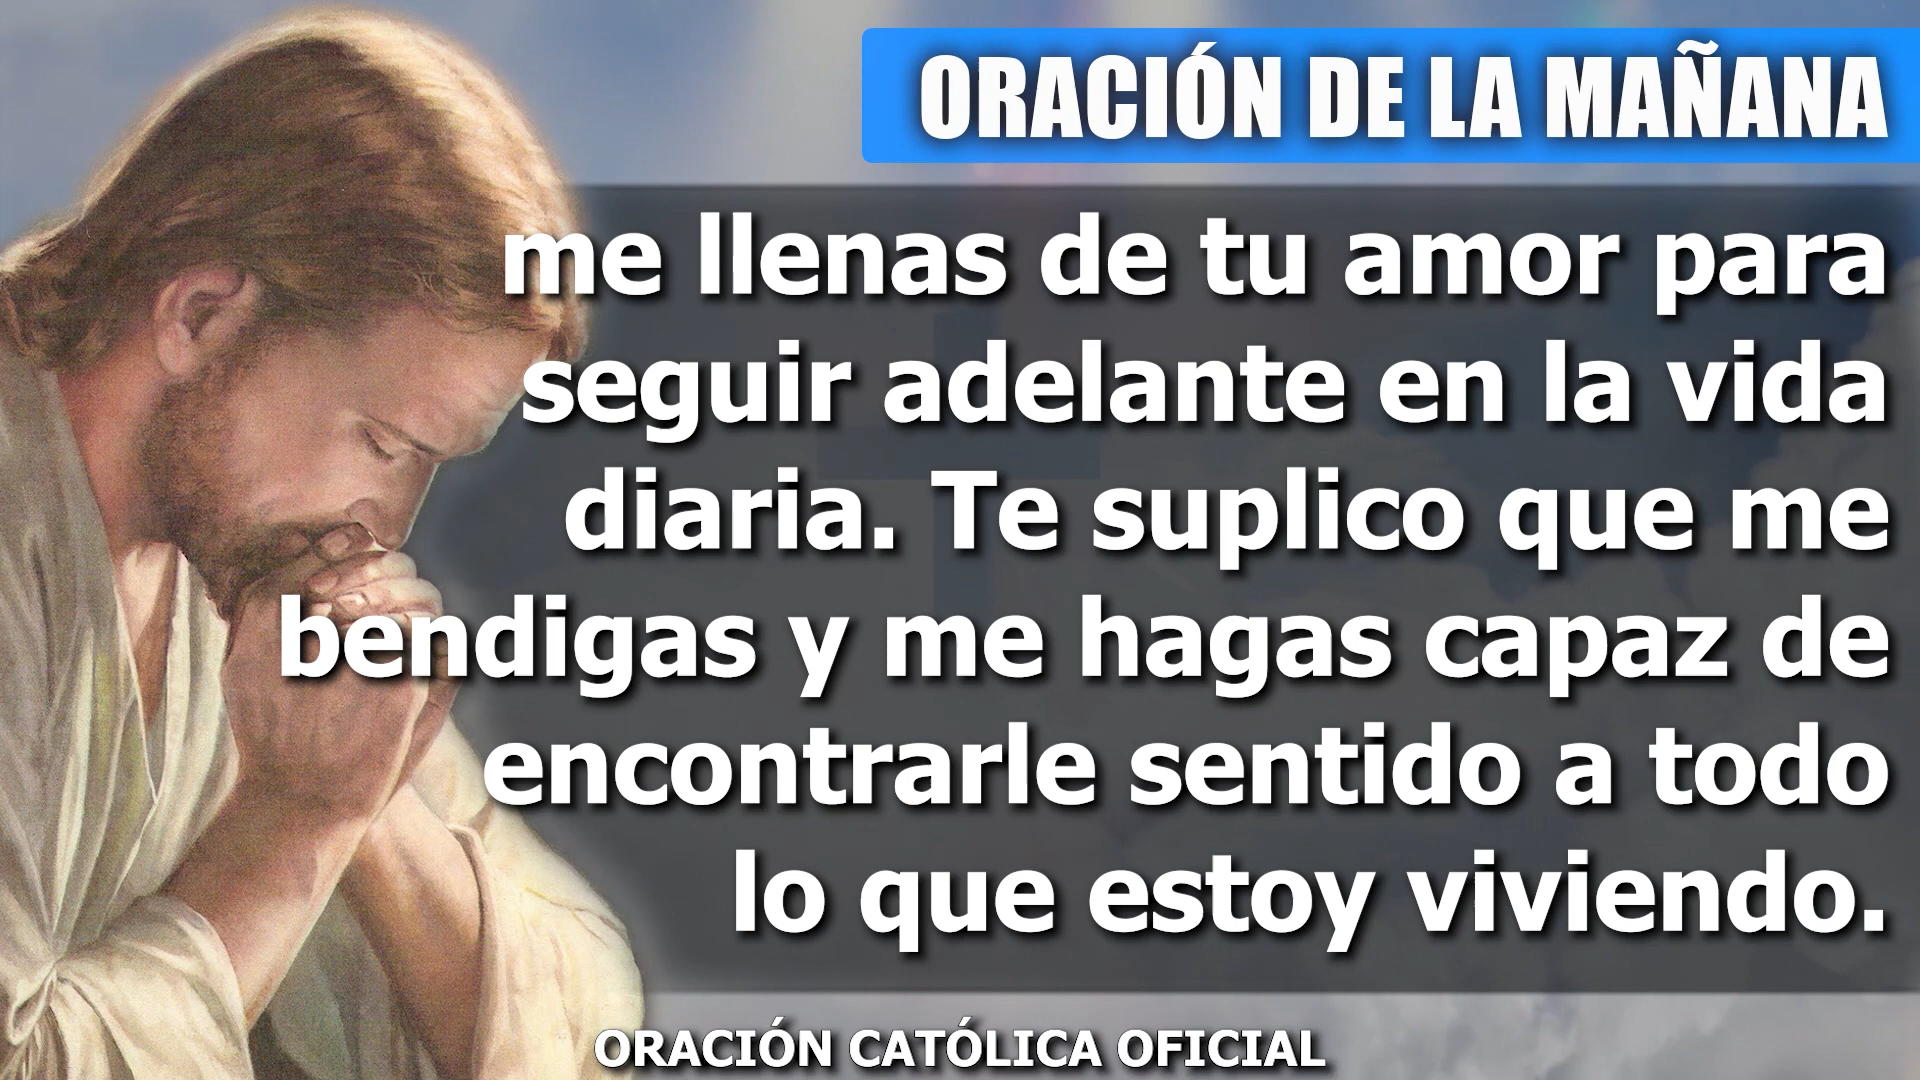 ORACIÓN DE LA MAÑANA
me llenas de tu amor para
seguir adelante en la vida
diaria. Te suplico que me
bendigas y me hagas capaz de
encontrarle sentido a todo
lo que estoy viviendo.
ORACIÓN CATÓLICA OFICIAL